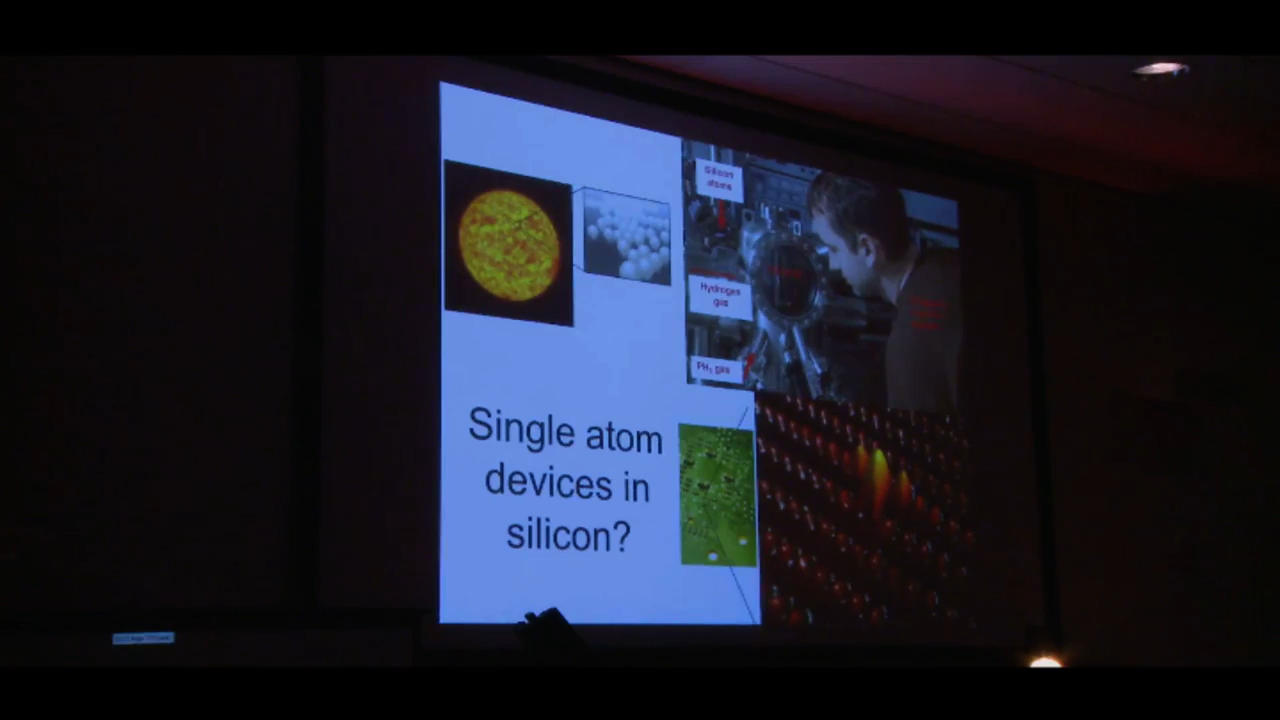 Silicon
atoms
Hydrogen
gas
PH₃ gas
Single atom
devices in
silicon?